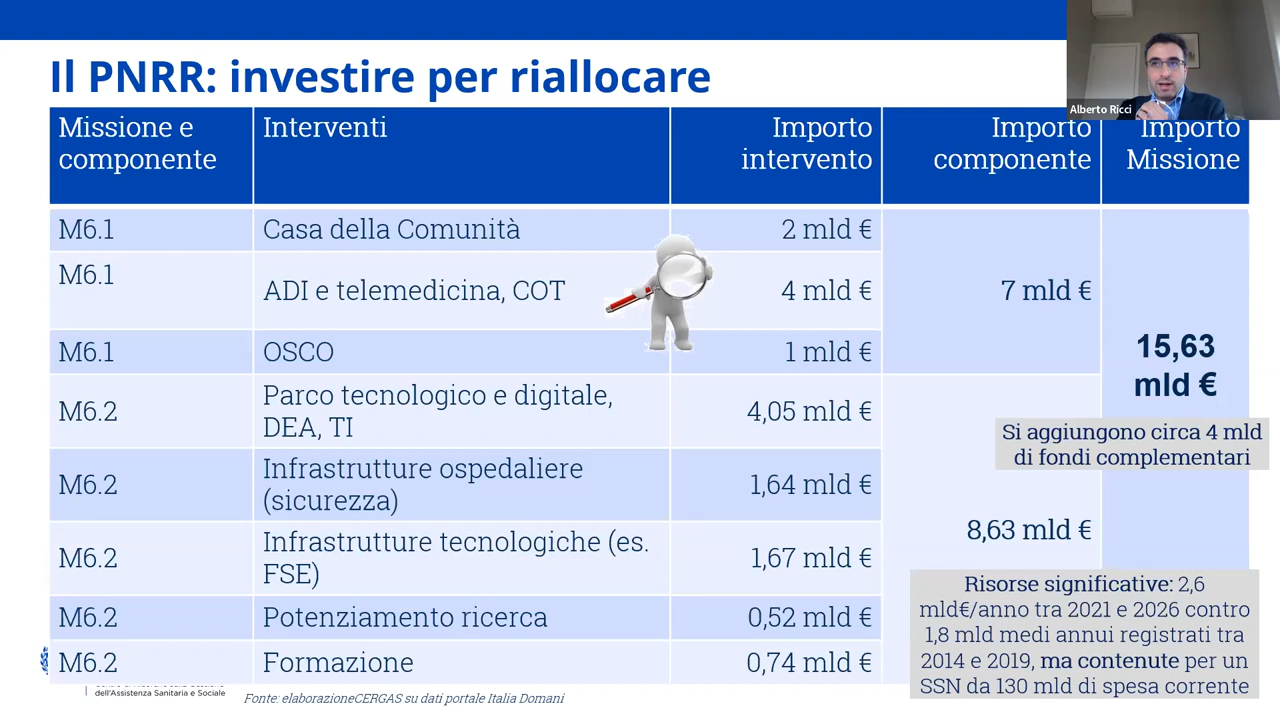 Il PNRR: investire per riallocare
Alberto Ricci
Missione e
componente
Interventi
Importo
intervento
Importo
componente
Importo
Missione
M6.1
Casa della Comunità
2 mld €
M6.1
ADI e telemedicina, COT
4 mld €
7 mld €
M6.1
OSCO
1 mld €
15,63
mld €
M6.2
Parco tecnologico e digitale,
DEA, TI
4,05 mld €
Si aggiungono circa 4 mld
di fondi complementari
M6.2
Infrastrutture ospedaliere
(sicurezza)
1,64 mld €
8,63 mld €
M6.2
Infrastrutture tecnologiche (es.
FSE)
1,67 mld €
M6.2
Potenziamento ricerca
0,52 mld €
M6.2
Formazione
0,74 mld €
Risorse significative: 2,6
mld€/anno tra 2021 e 2026 contro
1,8 mld medi annui registrati tra
2014 e 2019, ma contenute per un
SSN da 130 mld di spesa corrente
dell'Assistenza Sanitaria e Sociale
Fonte: elaborazioneCERGAS su dati portale Italia Domani